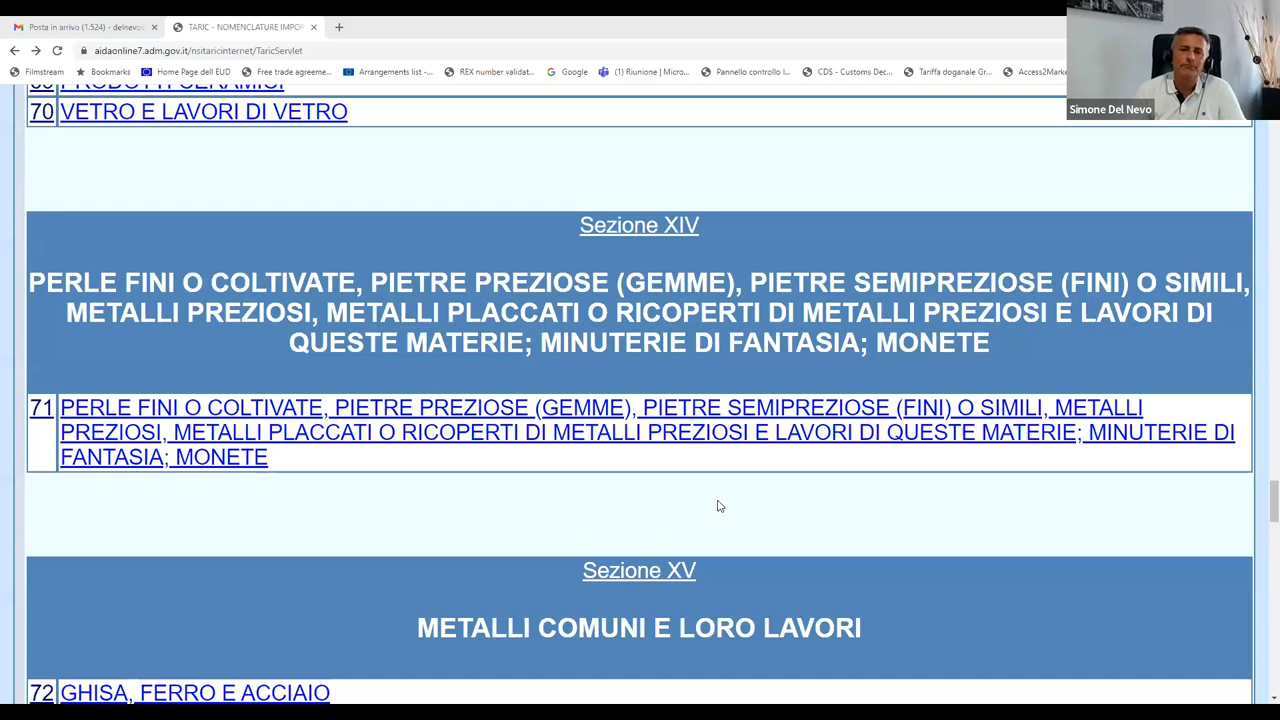 Posta in arrivo (1.524) - delnevos
TARIC - NOMENCLATURE IMPOR
aidaonline7.adm.gov.it/nsitaricinternet/TaricServlet
Filmstream
Bookmarks
Home Page dell EUD
Free trade agreeme...
Arrangements list -...
REX number validat...
Google
(1) Riunione | Micro...
Pannello controllo I...
CDS - Customs Dec...
Tariffa doganale Gr...
Access2Market
Simone Del Nevo
69 PRODOTTI CERAMICI
70 VETRO E LAVORI DI VETRO
Sezione XIV
PERLE FINI O COLTIVATE, PIETRE PREZIOSE (GEMME), PIETRE SEMIPREZIOSE (FINI) O SIMILI,
METALLI PREZIOSI, METALLI PLACCATI O RICOPERTI DI METALLI PREZIOSI E LAVORI DI
QUESTE MATERIE; MINUTERIE DI FANTASIA; MONETE
71 PERLE FINI O COLTIVATE, PIETRE PREZIOSE (GEMME), PIETRE SEMIPREZIOSE (FINI) O SIMILI, METALLI
PREZIOSI, METALLI PLACCATI O RICOPERTI DI METALLI PREZIOSI E LAVORI DI QUESTE MATERIE; MINUTERIE DI
FANTASIA; MONETE
Sezione XV
METALLI COMUNI E LORO LAVORI
72 GHISA, FERRO E ACCIAIO